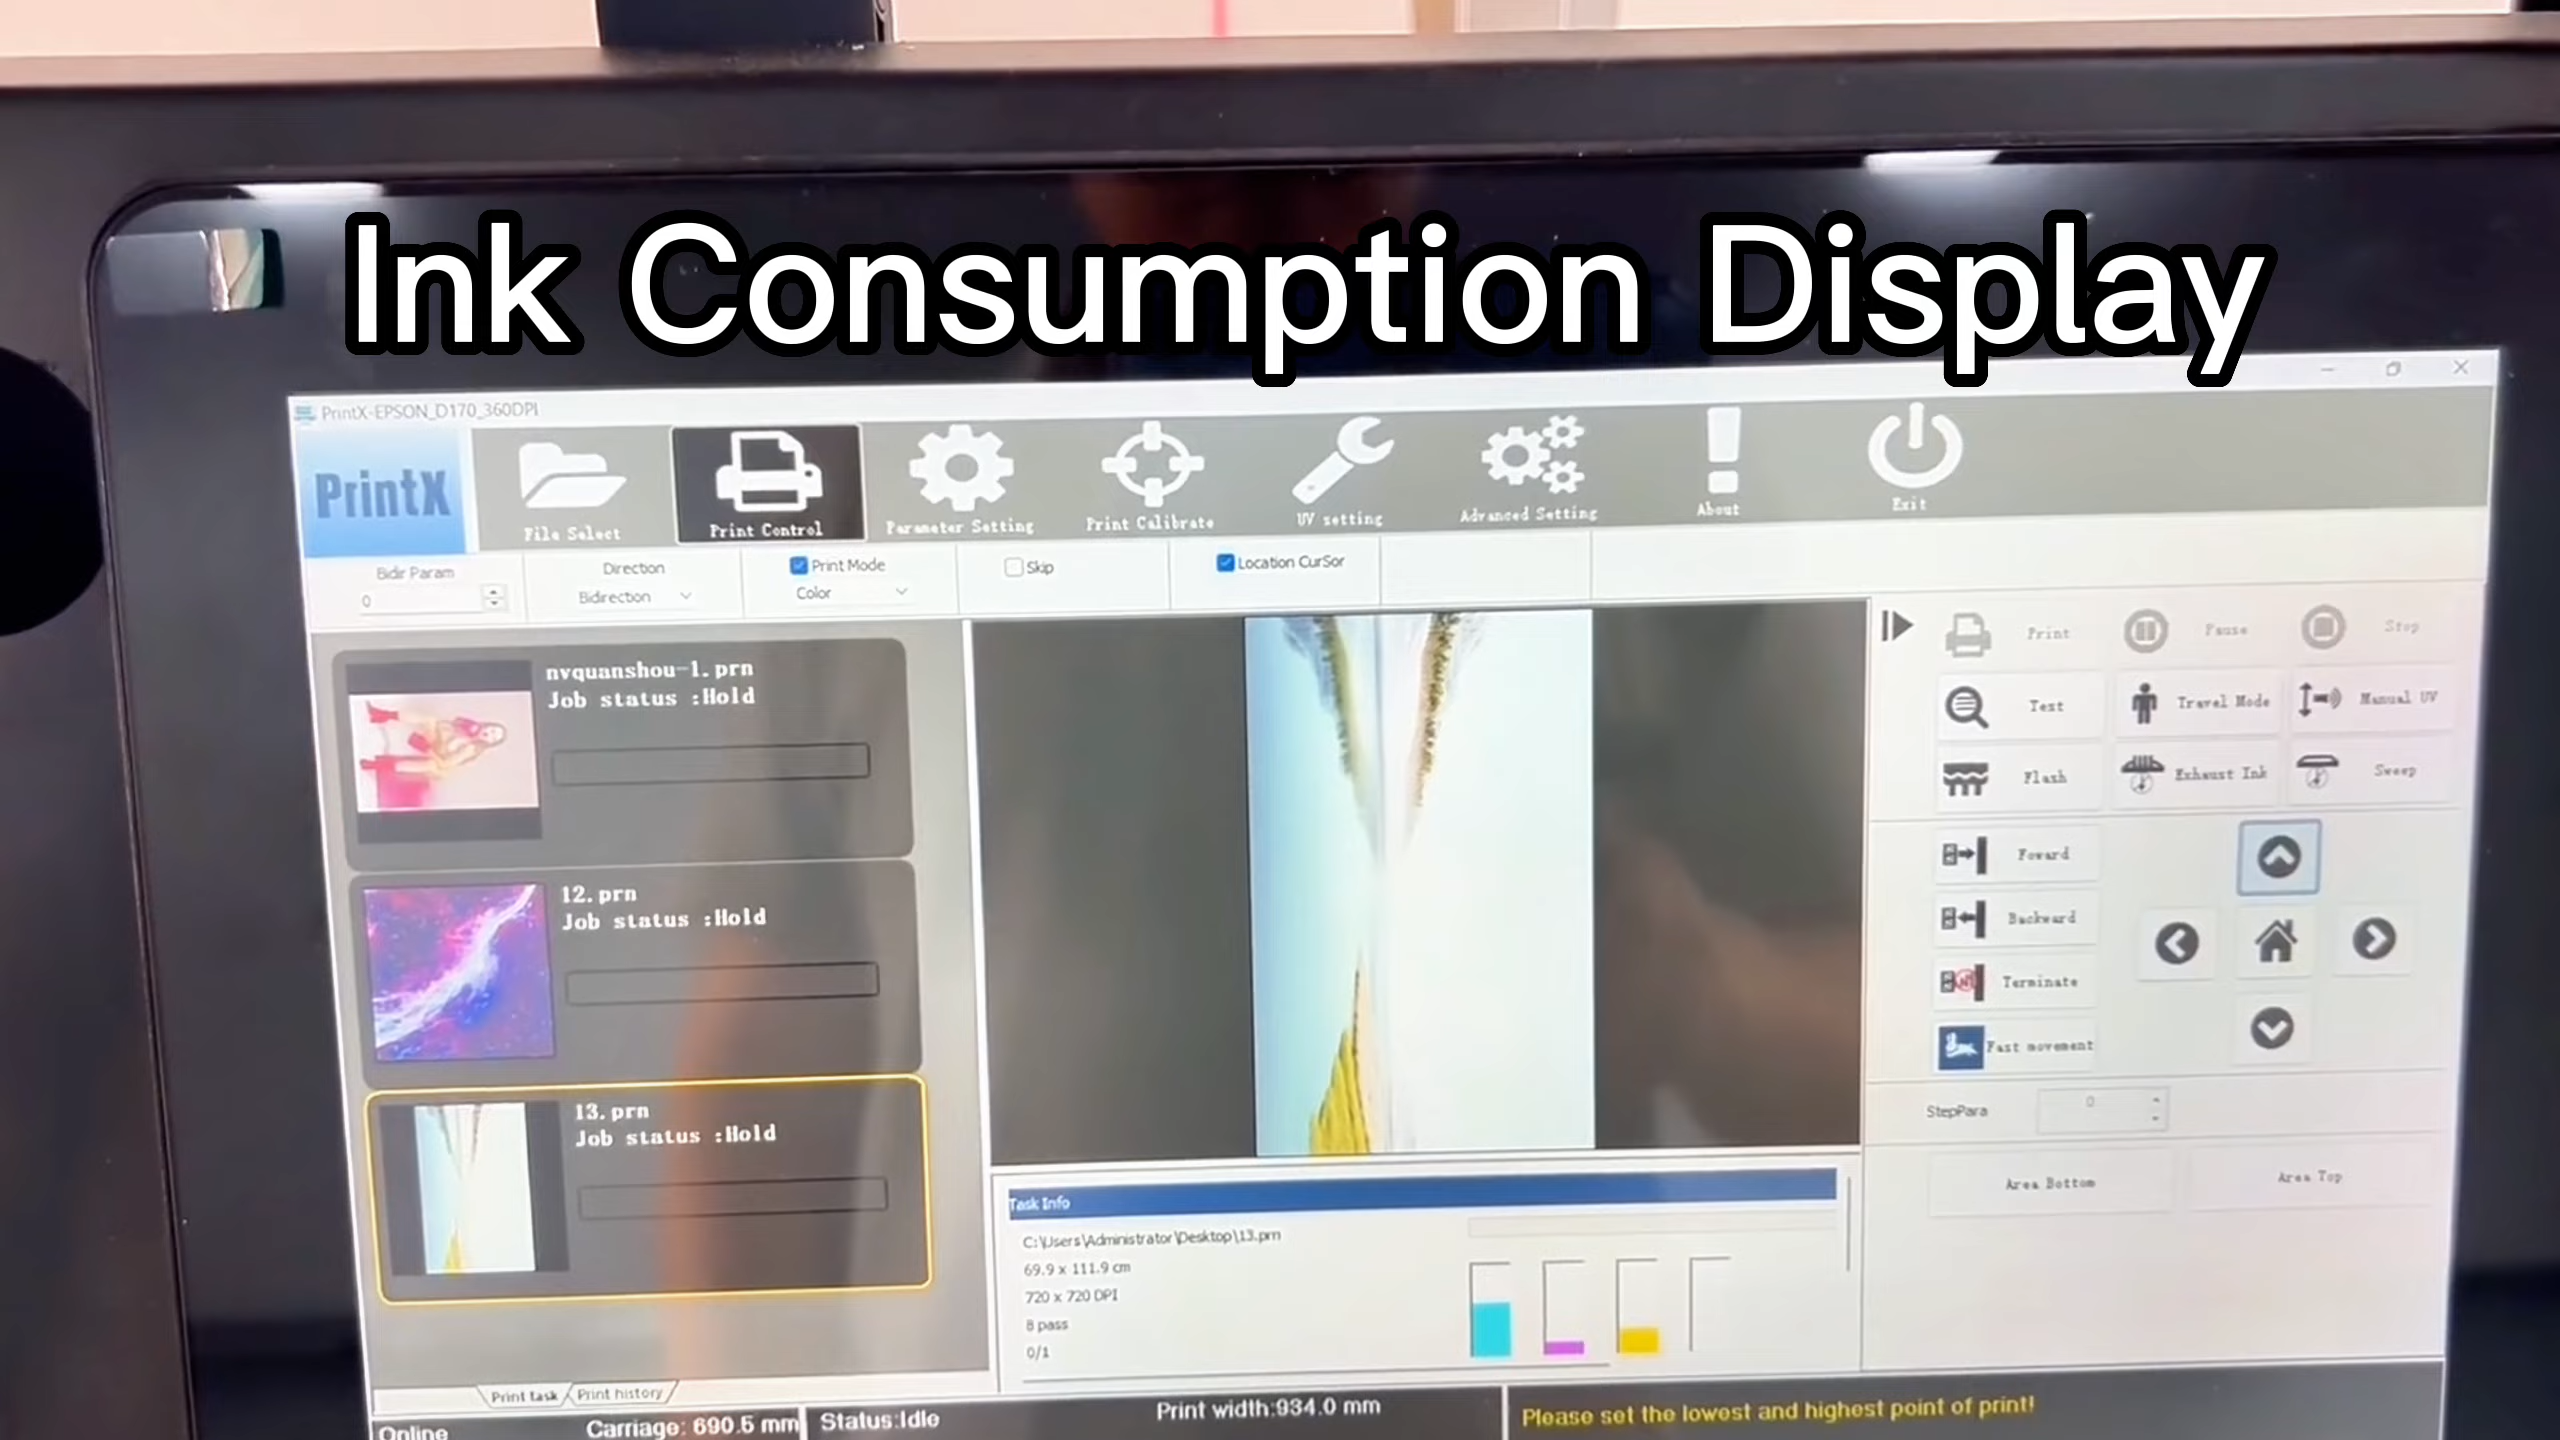 Ink Consumption Display
PrintX-EPSON_D170_360DPI
PrintX
File Select
Print Control
Parameter Setting
Print Calibrate
UV setting
Advanced Setting
About
Exit
Bidir Param
0
Direction
Bidirection
Print Mode
Color
Skip
Location CurSor
nvquanshou-1.prn
Job status :Hold
12.prn
Job status :Hold
13.prn
Job status :Hold
Print
Pause
Stop
Test
Travel Mode
Manual UV
Flash
Exhaust Ink
Sweep
Foward
Backward
Terminate
Fast movement
StepPara
0
Area Bottom
Area Top
Task Info
C:\Users\Administrator\Desktop\13.prn
69.9 x 111.9 cm
720 x 720 DPI
8 pass
0/1
Print task
Print history
Online
Carriage: 690.5 mm
Status:Idle
Print width:934.0 mm
Please set the lowest and highest point of print!